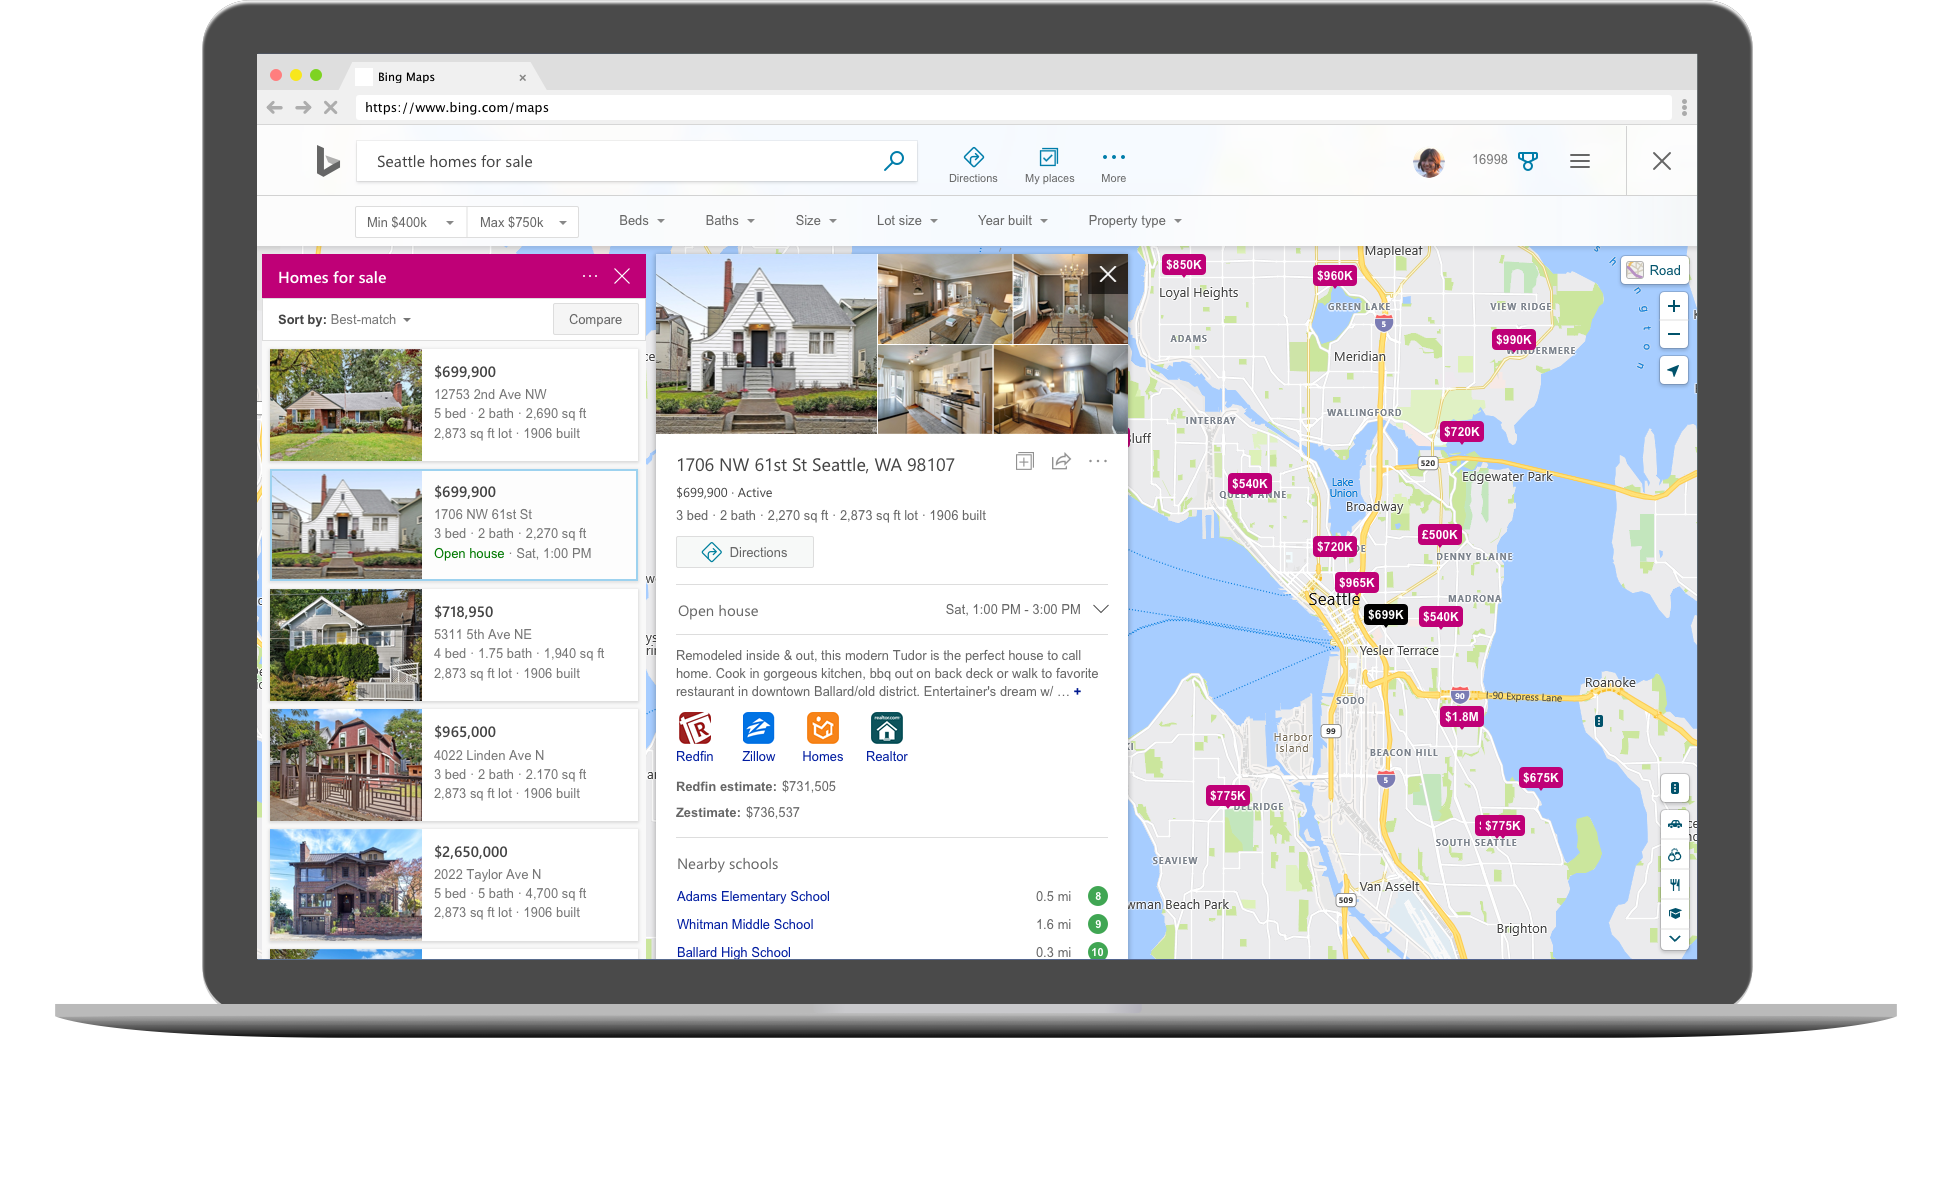 Bing Maps
https://www.bing.com/maps
Seattle homes for sale
Directions
My places
More
16998
Min $400k
Max $750k
Beds
Baths
Size
Lot size
Year built
Property type
Homes for sale
Sort by: Best-match
Compare
$699,900
12753 2nd Ave NW
5 bed · 2 bath · 2,690 sq ft
2,873 sq ft lot · 1906 built
$699,900
1706 NW 61st St
3 bed · 2 bath · 2,270 sq ft
Open house · Sat, 1:00 PM
$718,950
5311 5th Ave NE
4 bed · 1.75 bath · 1,940 sq ft
2,873 sq ft lot · 1906 built
$965,000
4022 Linden Ave N
3 bed · 2 bath · 2.170 sq ft
2,873 sq ft lot · 1906 built
$2,650,000
2022 Taylor Ave N
5 bed · 5 bath · 4,700 sq ft
2,873 sq ft lot · 1906 built
1706 NW 61st St Seattle, WA 98107
$699,900 · Active
3 bed · 2 bath · 2,270 sq ft · 2,873 sq ft lot · 1906 built
Directions
Open house
Sat, 1:00 PM - 3:00 PM
Remodeled inside & out, this modern Tudor is the perfect house to call
home. Cook in gorgeous kitchen, bbq out on back deck or walk to favorite
restaurant in downtown Ballard/old district. Entertainer's dream w/ ... +
realtor.com
Redfin
Zillow
Homes
Realtor
Redfin estimate: $731,505
Zestimate: $736,537
Nearby schools
Adams Elementary School 0.5 mi 8
Whitman Middle School 1.6 mi 9
Ballard High School 0.3 mi 10
Mapleleaf
$850K
$960K
Road
Loyal Heights
GREEN LAKE
VIEW RIDGE
5
ADAMS
$990K
WINDERMERE
Meridian
WALLINGFORD
INTERBAY
$720K
520
Edgewater Park
$540K
QUEEN ANNE
Lake
Union
Broadway
$720K
£500K
DENNY BLAINE
$965K
Seattle
MADRONA
$699K
$540K
Yesler Terrace
Roanoke
90
I-90 Express Lane
SODO
$1.8M
99
Harbor
Island
BEACON HILL
5
$675K
$775K
DELRIDGE
$775K
SOUTH SEATTLE
SEAVIEW
Van Asselt
509
wman Beach Park
Brighton